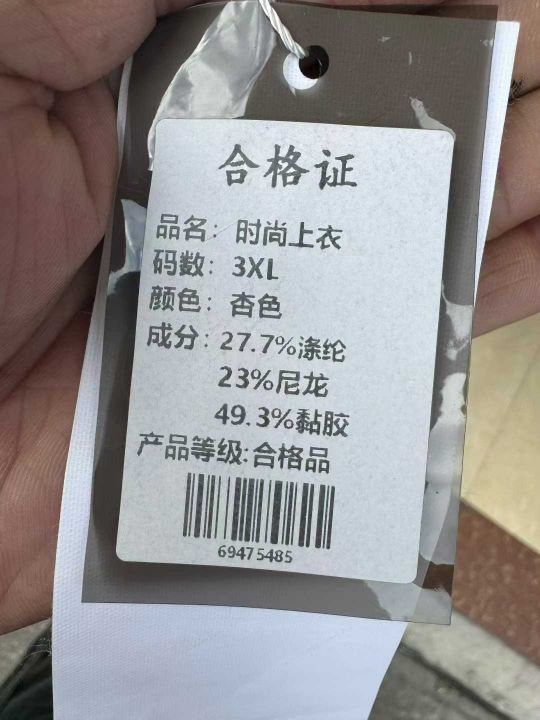 合格证
品名：时尚上衣
码数：3XL
颜色：杏色
成分：27.7%涤纶
23%尼龙
49.3%黏胶
产品等级:合格品
69475485